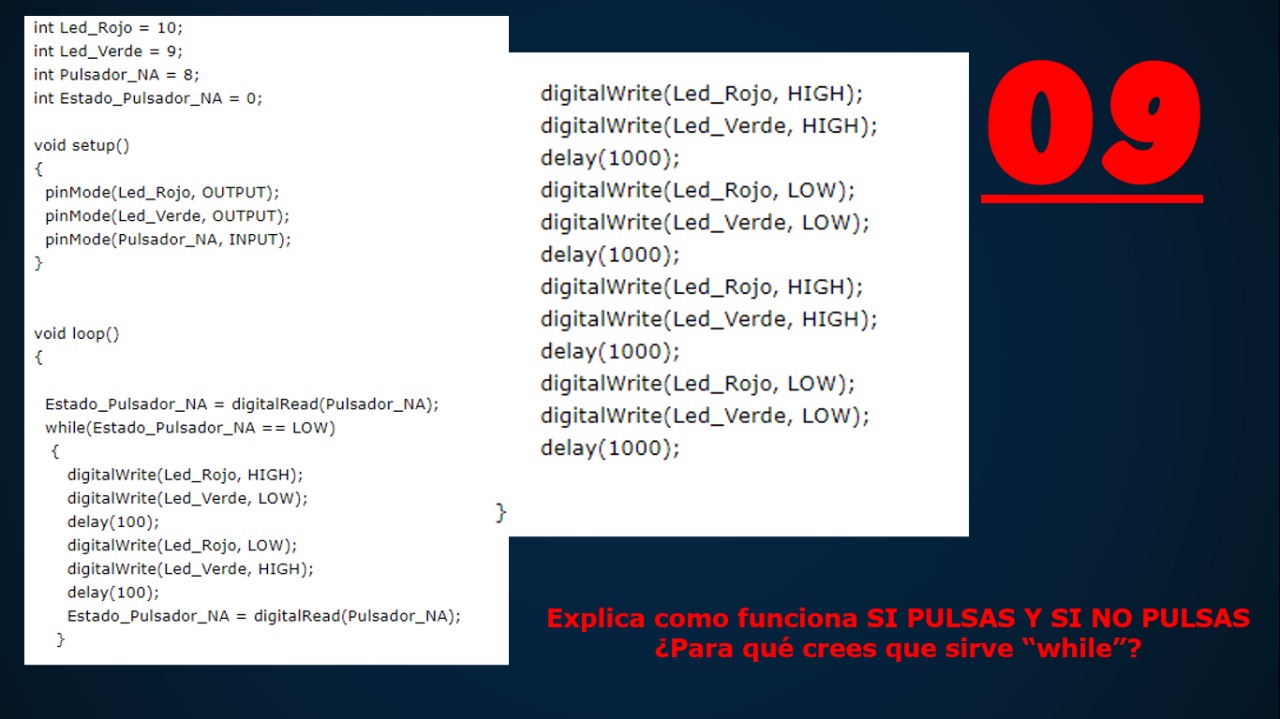 int Led_Rojo = 10;
int Led_Verde = 9;
int Pulsador_NA = 8;
int Estado_Pulsador_NA = 0;
void setup()
{
pinMode(Led_Rojo, OUTPUT);
pinMode(Led_Verde, OUTPUT);
pinMode(Pulsador_NA, INPUT);
}
void loop()
{
Estado_Pulsador_NA = digitalRead(Pulsador_NA);
while(Estado_Pulsador_NA == LOW)
{
digitalWrite(Led_Rojo, HIGH);
digitalWrite(Led_Verde, LOW);
delay(100);
digitalWrite(Led_Rojo, LOW);
digitalWrite(Led_Verde, HIGH);
delay(100);
Estado_Pulsador_NA = digitalRead(Pulsador_NA);
}
digitalWrite(Led_Rojo, HIGH);
digitalWrite(Led_Verde, HIGH);
delay(1000);
digitalWrite(Led_Rojo, LOW);
digitalWrite(Led_Verde, LOW);
delay(1000);
digitalWrite(Led_Rojo, HIGH);
digitalWrite(Led_Verde, HIGH);
delay(1000);
digitalWrite(Led_Rojo, LOW);
digitalWrite(Led_Verde, LOW);
delay(1000);
}
09
Explica como funciona SI PULSAS Y SI NO PULSAS
¿Para qué crees que sirve “while”?